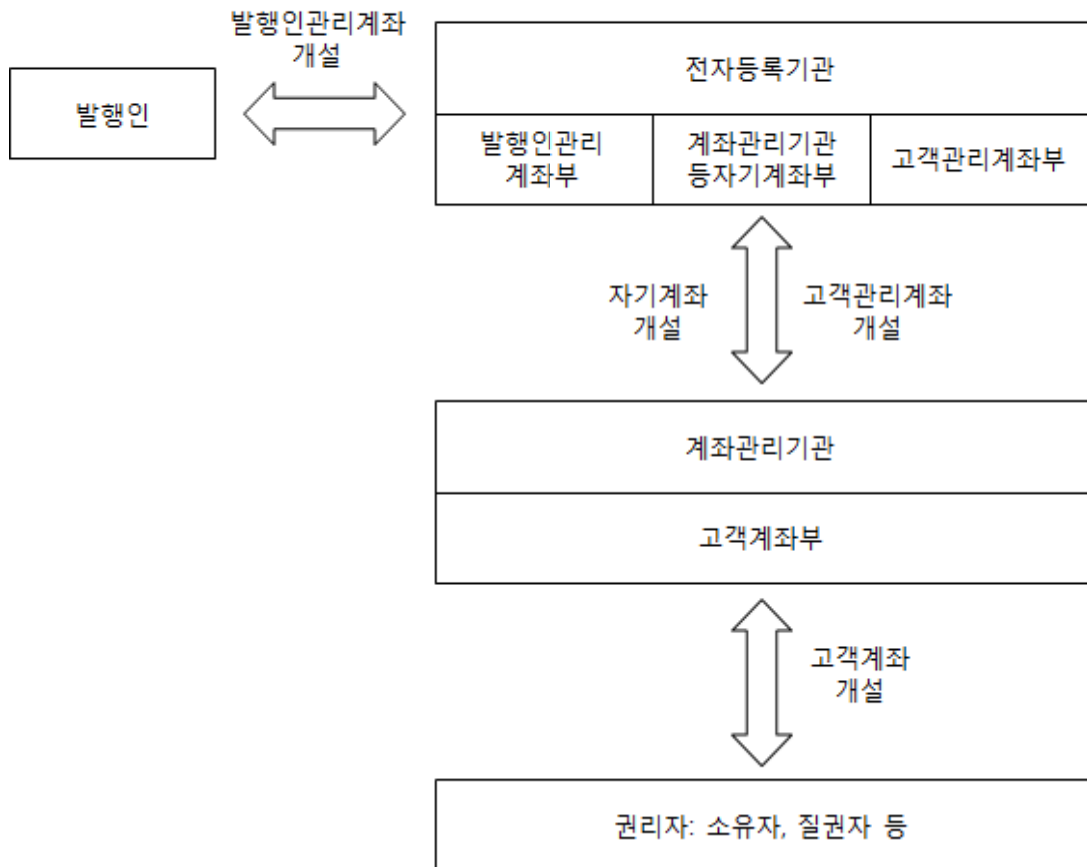 발행인관리계좌
개설
발행인
전자등록기관
발행인관리
계좌부
계좌관리기관
등자기계좌부
고객관리계좌부
자기계좌
개설
고객관리계좌
개설
계좌관리기관
고객계좌부
고객계좌
개설
권리자: 소유자, 질권자 등